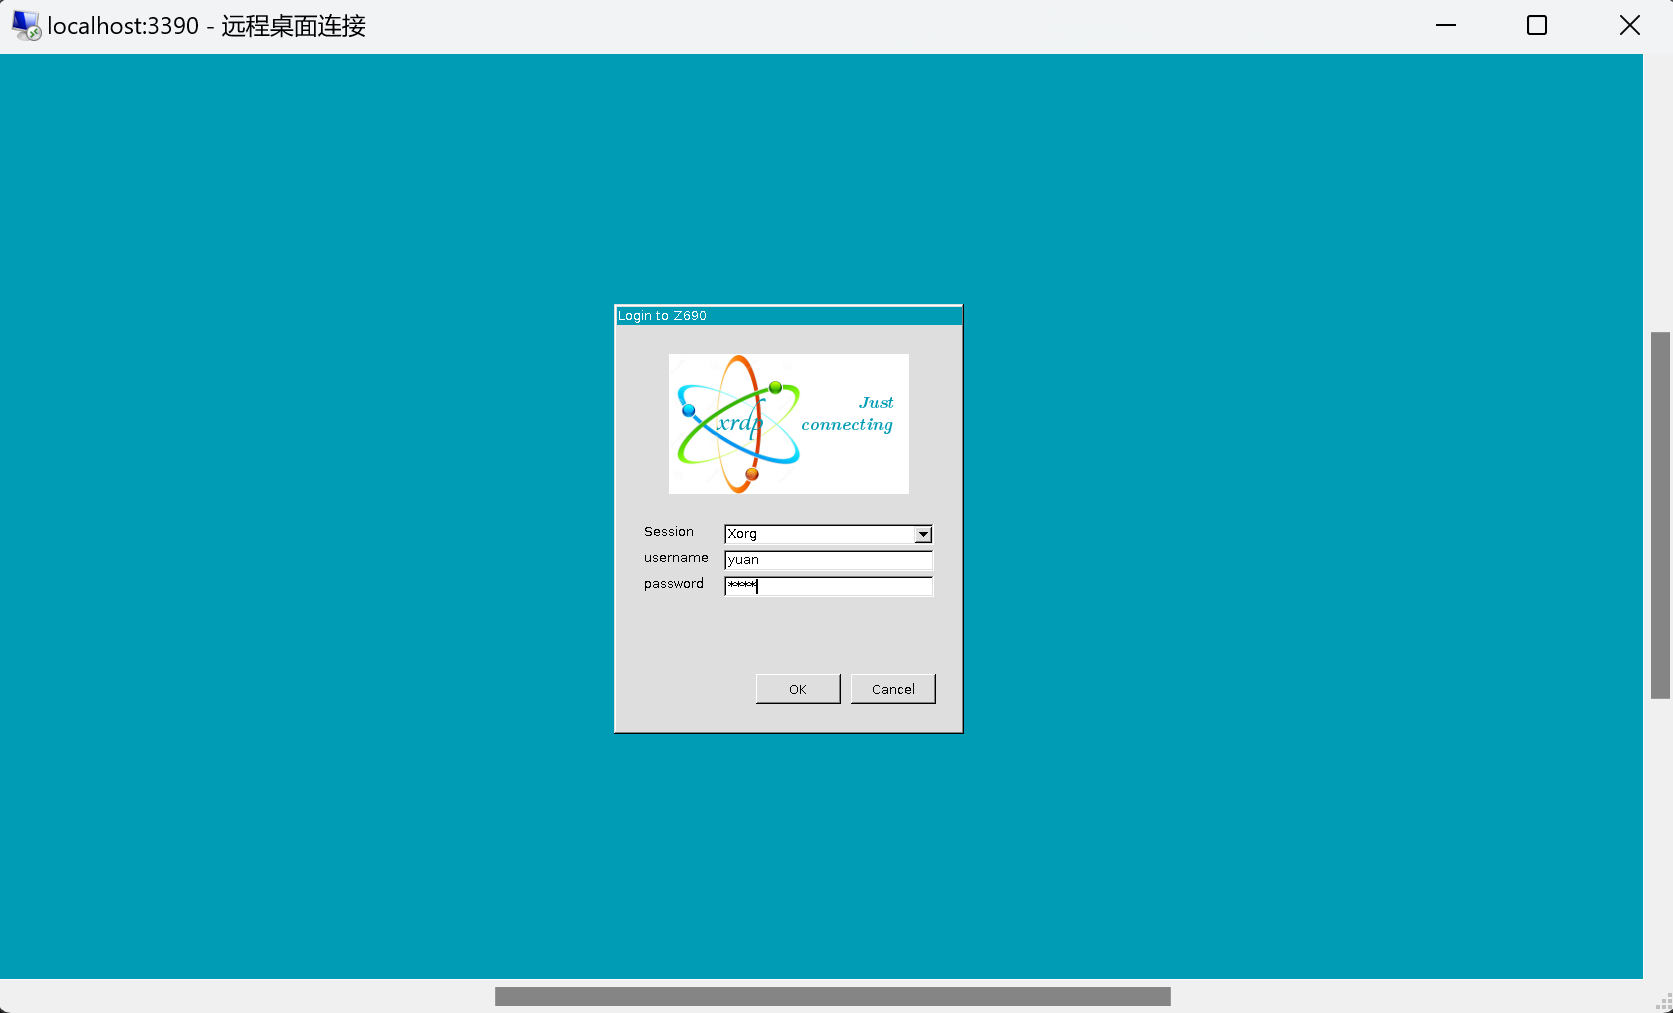 localhost:3390 - 远程桌面连接
Login to Z690
xrdp
Just
connecting
Session Xorg
username yuan
password ****
OK Cancel